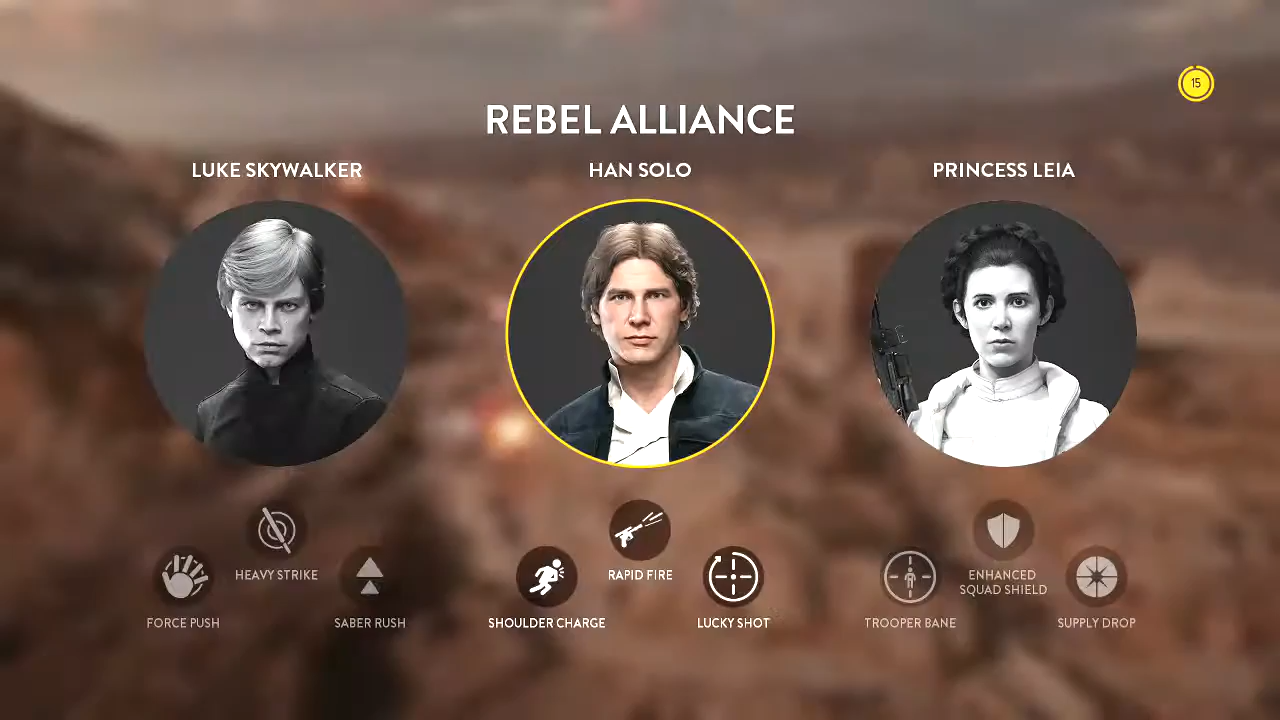 15
REBEL ALLIANCE
LUKE SKYWALKER
HAN SOLO
PRINCESS LEIA
HEAVY STRIKE
FORCE PUSH
SABER RUSH
RAPID FIRE
SHOULDER CHARGE
LUCKY SHOT
ENHANCED
SQUAD SHIELD
TROOPER BANE
SUPPLY DROP